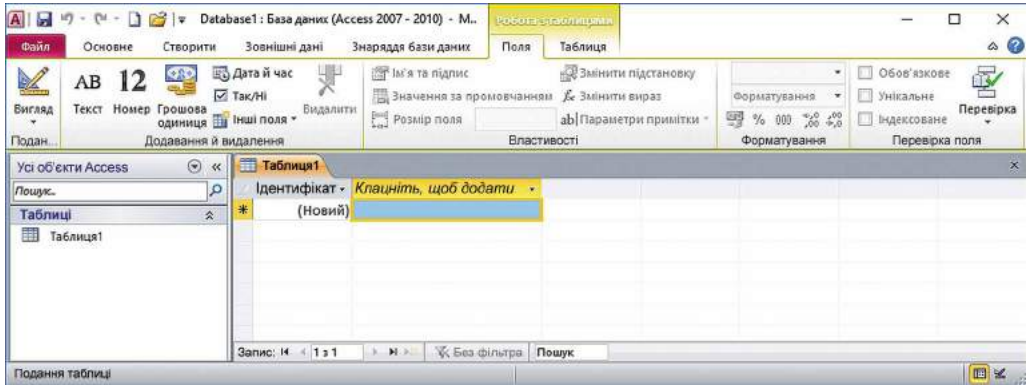 Database1 : База даних (Access 2007 - 2010) - M..
Робота з таблицями
Файл Основне Створити Зовнішні дані Знаряддя бази даних Поля Таблиця
Вигляд
AB Текст
12 Номер
Грошова одиниця
Дата й час
Так/Ні
Інші поля
Видалити
Ім'я та підпис
Значення за промовчанням
Розмір поля
Змінити підстановку
fx Змінити вираз
ab| Параметри примітки
Форматування
% 000
Обов'язкове
Унікальне
Індексоване
Перевірка
Подан... Додавання й видалення Властивості Форматування Перевірка поля
Усі об'єкти Access
Пошук..
Таблиці
Таблиця1
Таблиця1
Ідентифікат Клацніть, щоб додати
* (Новий)
Запис: 1 з 1 Без фільтра Пошук
Подання таблиці